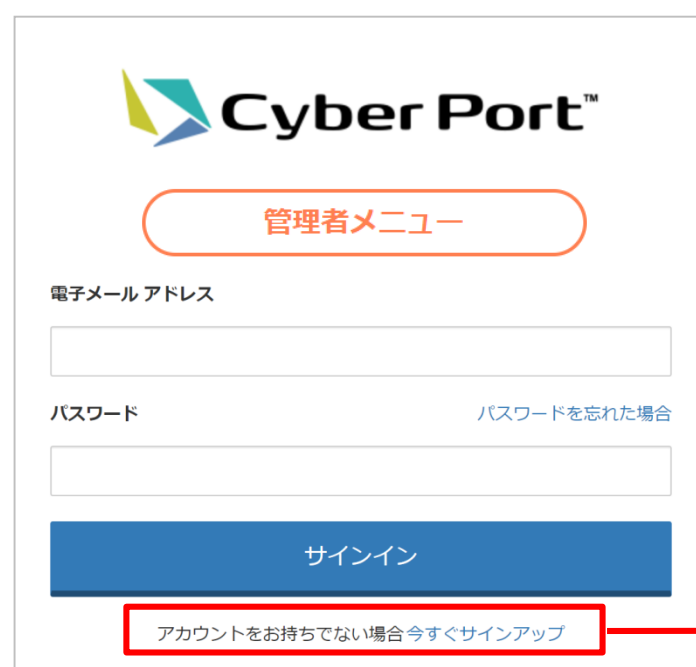 Cyber Port™
管理者メニュー
電子メール アドレス
パスワード パスワードを忘れた場合
サインイン
アカウントをお持ちでない場合今すぐサインアップ